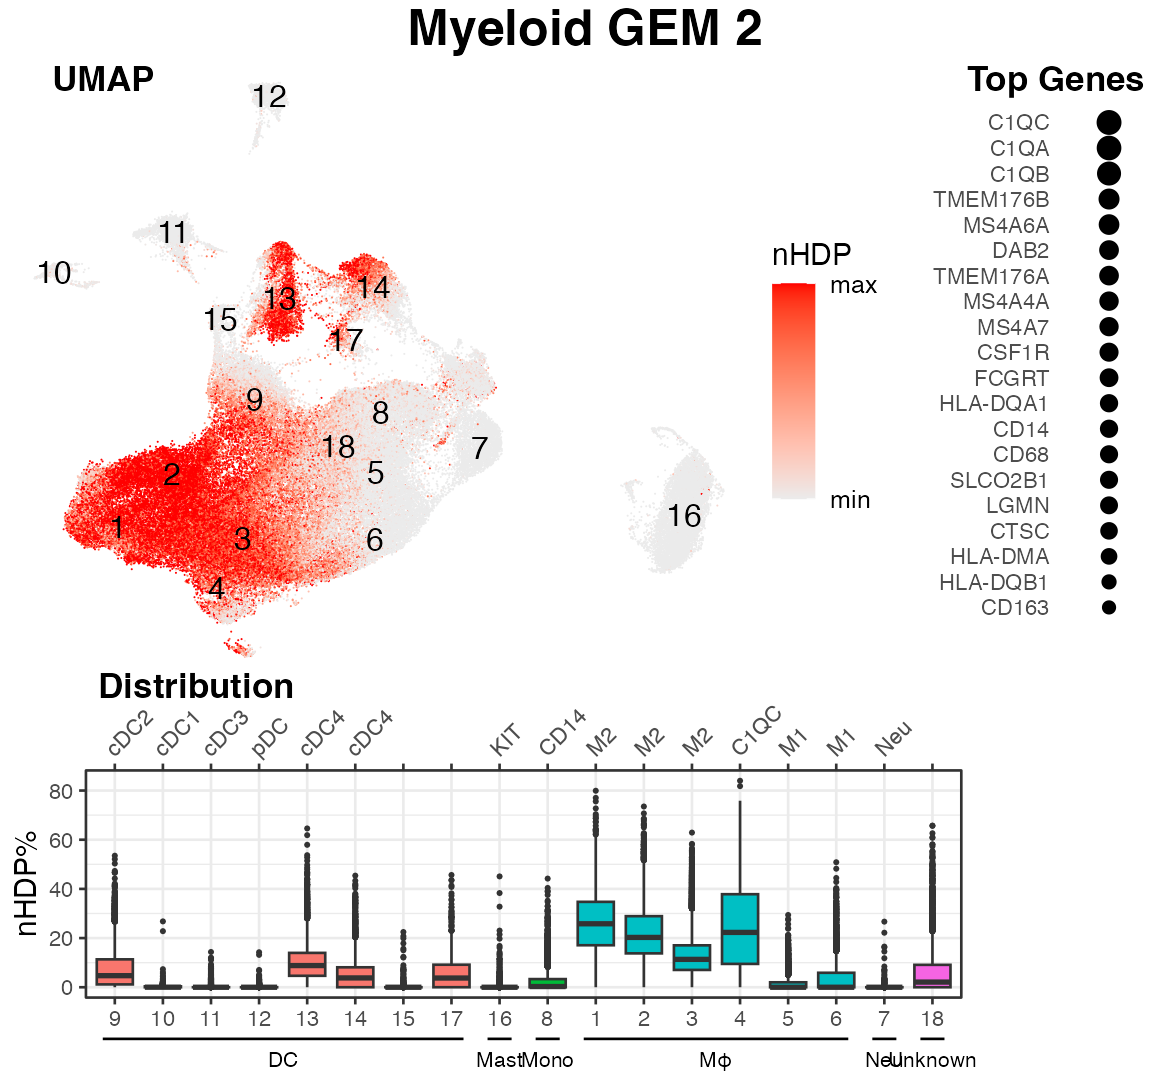 Myeloid GEM 2
UMAP
Top Genes
12
11
10
13
14
15
17
9
8
18
7
2
5
1
3
6
4
16
nHDP
max
min
C1QC
C1QA
C1QB
TMEM176B
MS4A6A
DAB2
TMEM176A
MS4A4A
MS4A7
CSF1R
FCGRT
HLA-DQA1
CD14
CD68
SLCO2B1
LGMN
CTSC
HLA-DMA
HLA-DQB1
CD163
Distribution
cDC2 cDC1 cDC3 pDC cDC4 cDC4 KIT CD14 M2 M2 M2 C1QC M1 M1 Neu
nHDP%
80
60
40
20
0
9 10 11 12 13 14 15 17 16 8 1 2 3 4 5 6 7 18
DC Mast Mono Mϕ Neu Unknown